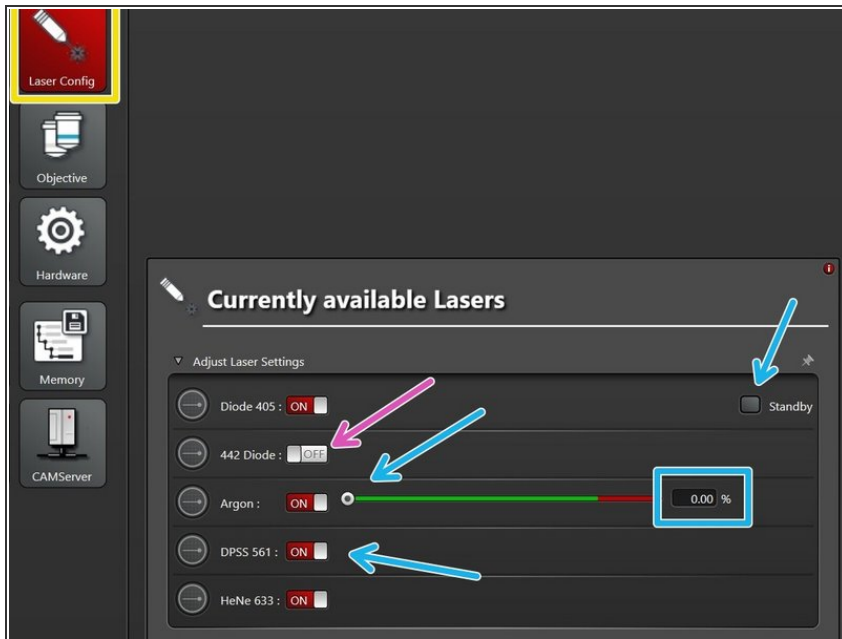 Laser Config
Objective
Hardware
Memory
CAMServer
Currently available Lasers
i
Adjust Laser Settings
Diode 405 : ON
Standby
442 Diode : OFF
Argon : ON 0.00 %
DPSS 561 : ON
HeNe 633 : ON